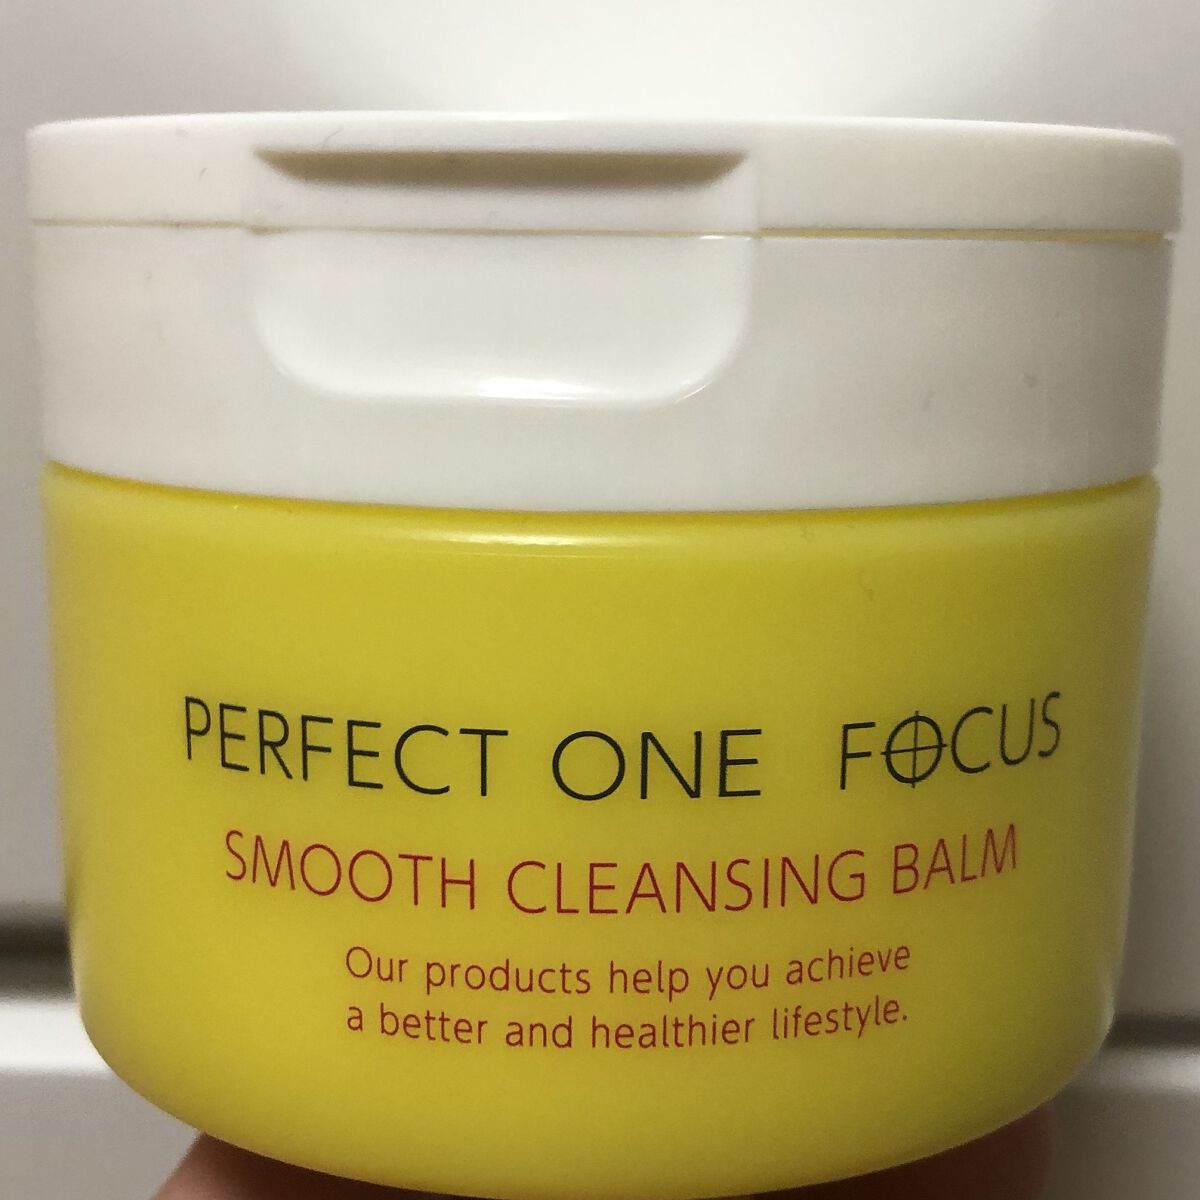 PERFECT ONE FOCUS
SMOOTH CLEANSING BALM
Our products help you achieve
a better and healthier lifestyle.